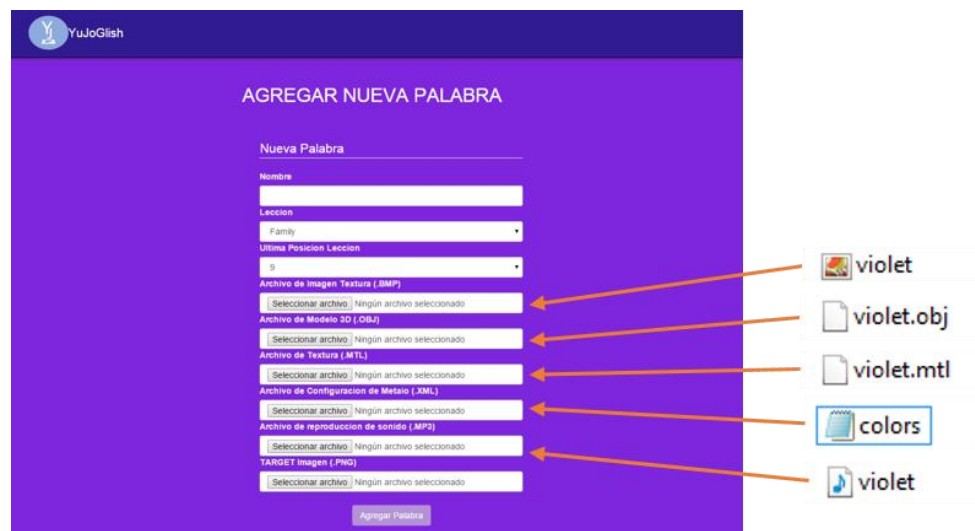 YuJoGlish
AGREGAR NUEVA PALABRA
Nueva Palabra
Nombre
Leccion
Family
Ultima Posicion Leccion
9
Archivo de Imagen Textura (.BMP)
Seleccionar archivo Ningún archivo seleccionado
Archivo de Modelo 3D (.OBJ)
Seleccionar archivo Ningún archivo seleccionado
Archivo de Textura (.MTL)
Seleccionar archivo Ningún archivo seleccionado
Archivo de Configuracion de Metaio (.XML)
Seleccionar archivo Ningún archivo seleccionado
Archivo de reproduccion de sonido (.MP3)
Seleccionar archivo Ningún archivo seleccionado
TARGET Imagen (.PNG)
Seleccionar archivo Ningún archivo seleccionado
Agregar Palabra
violet
violet.obj
violet.mtl
colors
violet